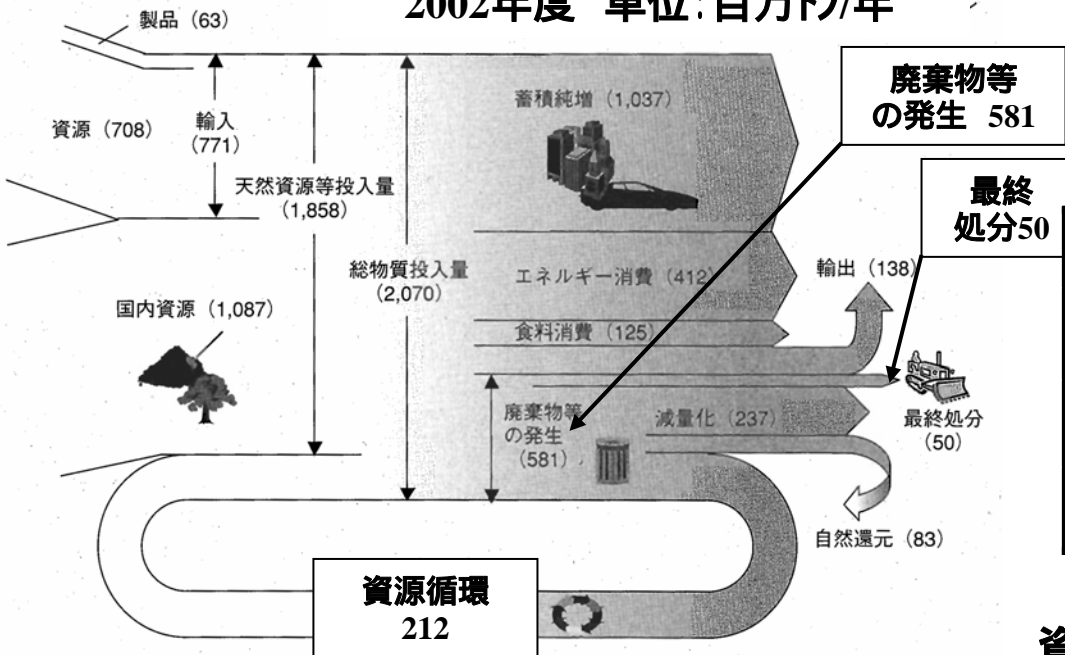 2002年度 単位:百万トン/年
製品(63)
廃棄物等
の発生 581
蓄積純増(1,037)
資源(708)
輸入
(771)
天然資源等投入量
(1,858)
最終
処分50
総物質投入量
(2,070)
エネルギー消費(412)
輸出(138)
国内資源(1,087)
食料消費(125)
廃棄物等
の発生
(581)
減量化(237)
最終処分
(50)
自然還元(83)
資源循環
212
資